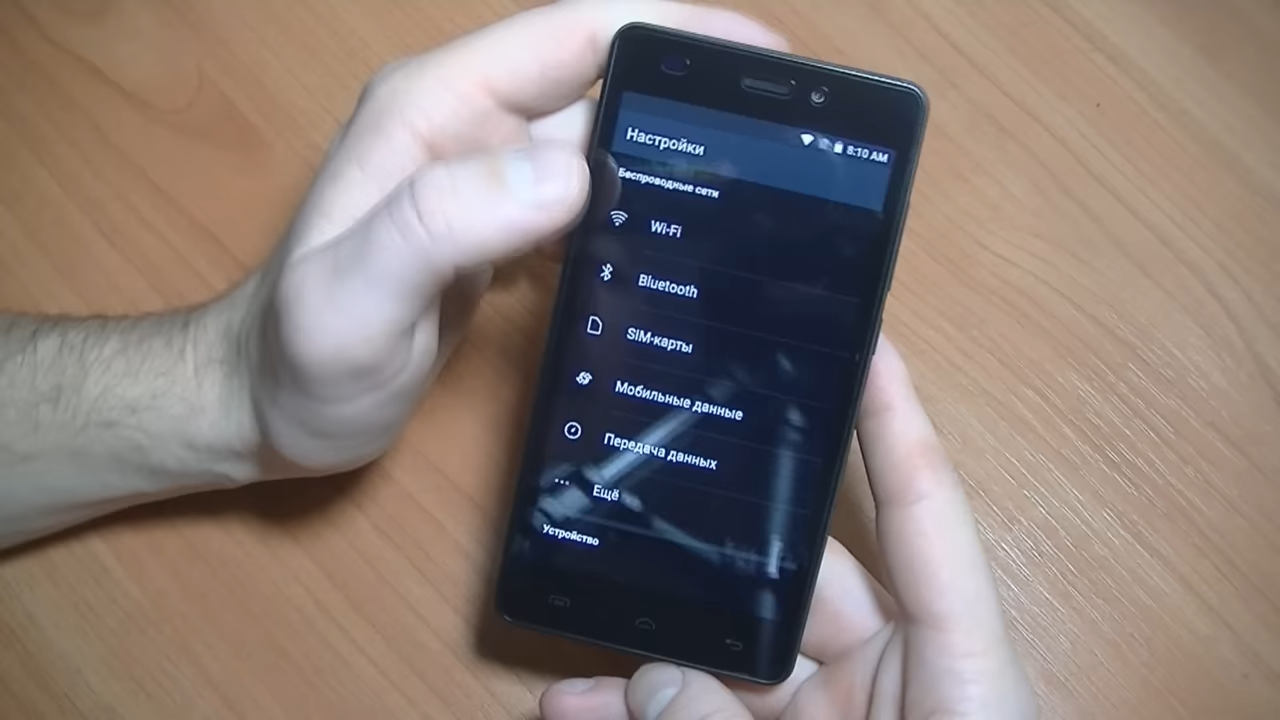 8:10 AM
Настройки
Беспроводные сети
Wi-Fi
Bluetooth
SIM-карты
Мобильные данные
Передача данных
Ещё
Устройство